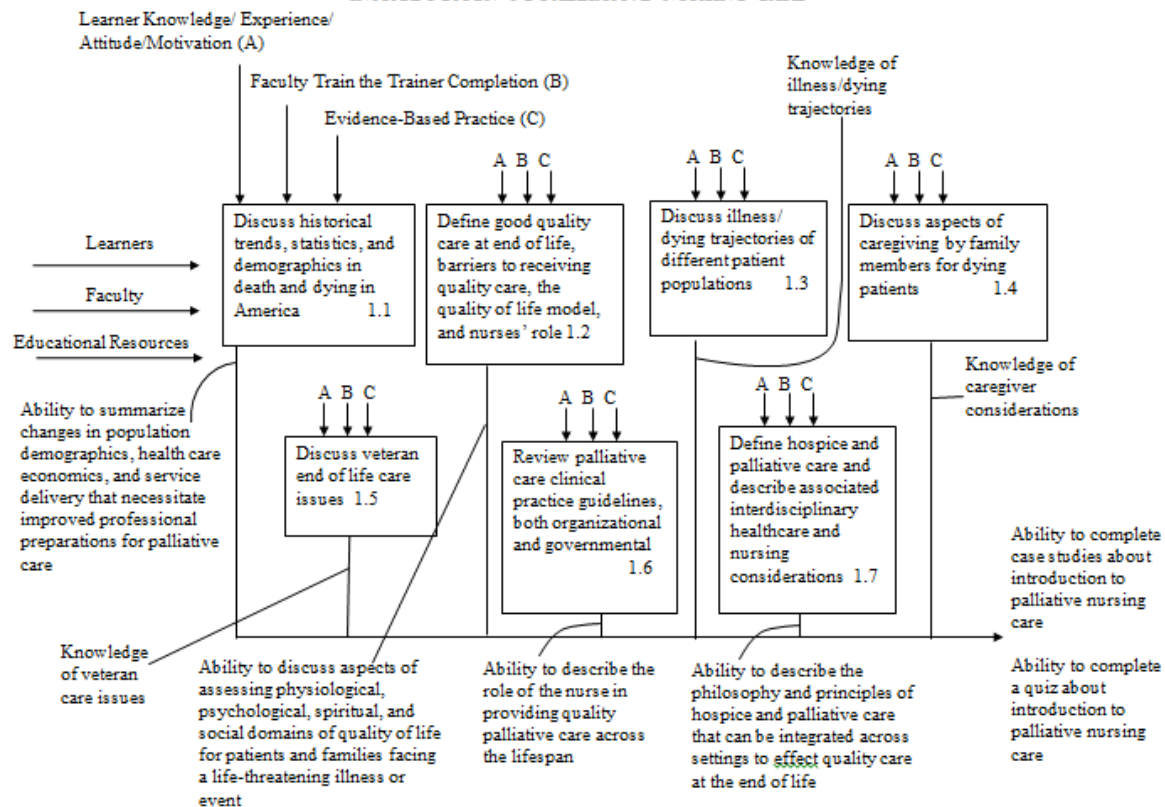 Learner Knowledge/ Experience/
Attitude/Motivation (A)
Faculty Train the Trainer Completion (B)
Evidence-Based Practice (C)
Knowledge of
illness/dying
trajectories
A B C
A B C
A B C
Learners
Faculty
Educational Resources
Discuss historical
trends, statistics, and
demographics in
death and dying in
America 1.1
Define good quality
care at end of life,
barriers to receiving
quality care, the
quality of life model,
and nurses’ role 1.2
Discuss illness/
dying trajectories of
different patient
populations 1.3
Discuss aspects of
caregiving by family
members for dying
patients 1.4
Knowledge of
caregiver
considerations
Ability to summarize
changes in population
demographics, health care
economics, and service
delivery that necessitate
improved professional
preparations for palliative
care
A B C
A B C
A B C
Discuss veteran
end of life care
issues 1.5
Review palliative
care clinical
practice guidelines,
both organizational
and governmental
1.6
Define hospice and
palliative care and
describe associated
interdisciplinary
healthcare and
nursing
considerations 1.7
Ability to complete
case studies about
introduction to
palliative nursing
care
Knowledge
of veteran
care issues
Ability to discuss aspects of
assessing physiological,
psychological, spiritual, and
social domains of quality of life
for patients and families facing
a life-threatening illness or
event
Ability to describe the
role of the nurse in
providing quality
palliative care across
the lifespan
Ability to describe the
philosophy and principles of
hospice and palliative care
that can be integrated across
settings to effect quality care
at the end of life
Ability to complete
a quiz about
introduction to
palliative nursing
care